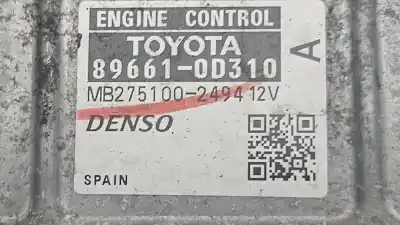 ENGINE CONTROL
TOYOTA
89661-0D310
A
MB275100-2494 12V
DENSO
SPAIN